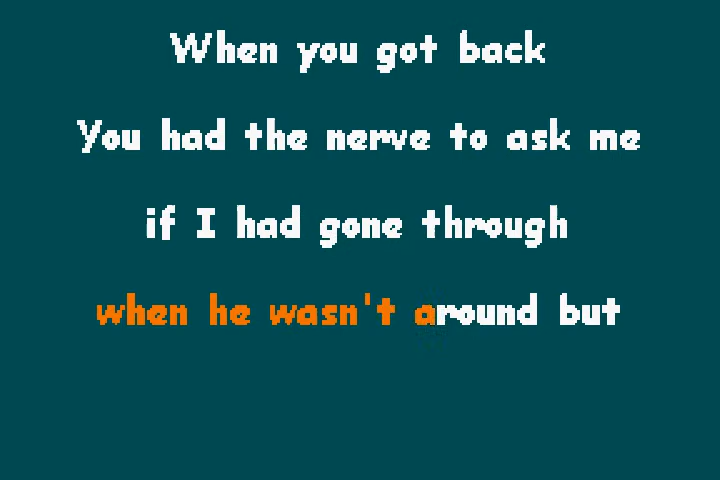 When you got back
You had the nerve to ask me
if I had gone through
when he wasn't around but